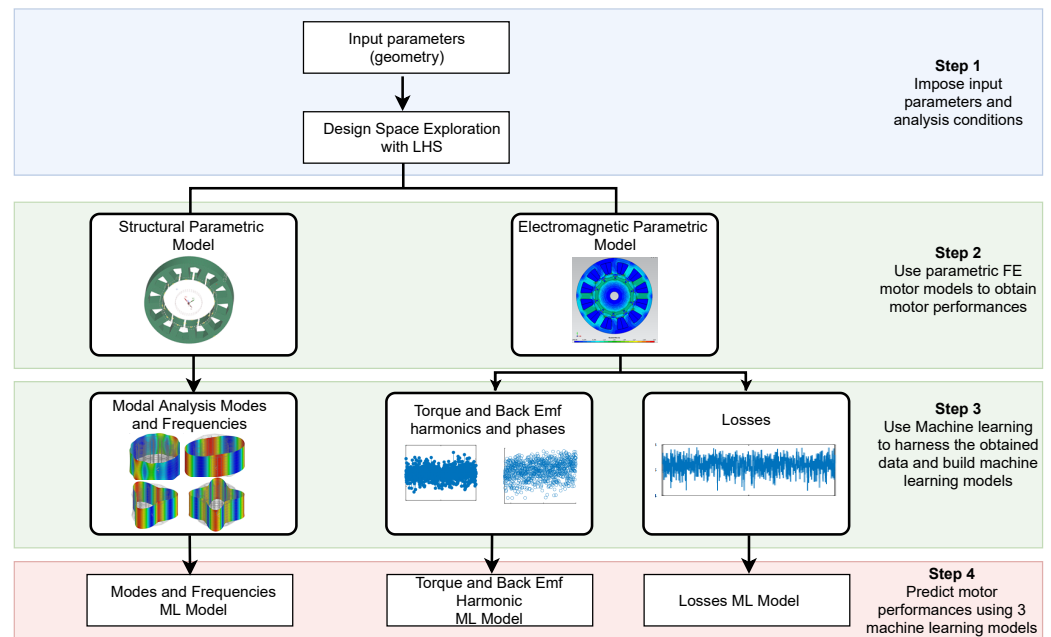 Input parameters
(geometry)
Design Space Exploration
with LHS
Step 1
Impose input
parameters and
analysis conditions
Structural Parametric
Model
Electromagnetic Parametric
Model
Step 2
Use parametric FE
motor models to obtain
motor performances
Modal Analysis Modes
and Frequencies
Torque and Back Emf
harmonics and phases
Losses
Step 3
Use Machine learning
to harness the obtained
data and build machine
learning models
Modes and Frequencies
ML Model
Torque and Back Emf
Harmonic
ML Model
Losses ML Model
Step 4
Predict motor
performances using 3
machine learning models